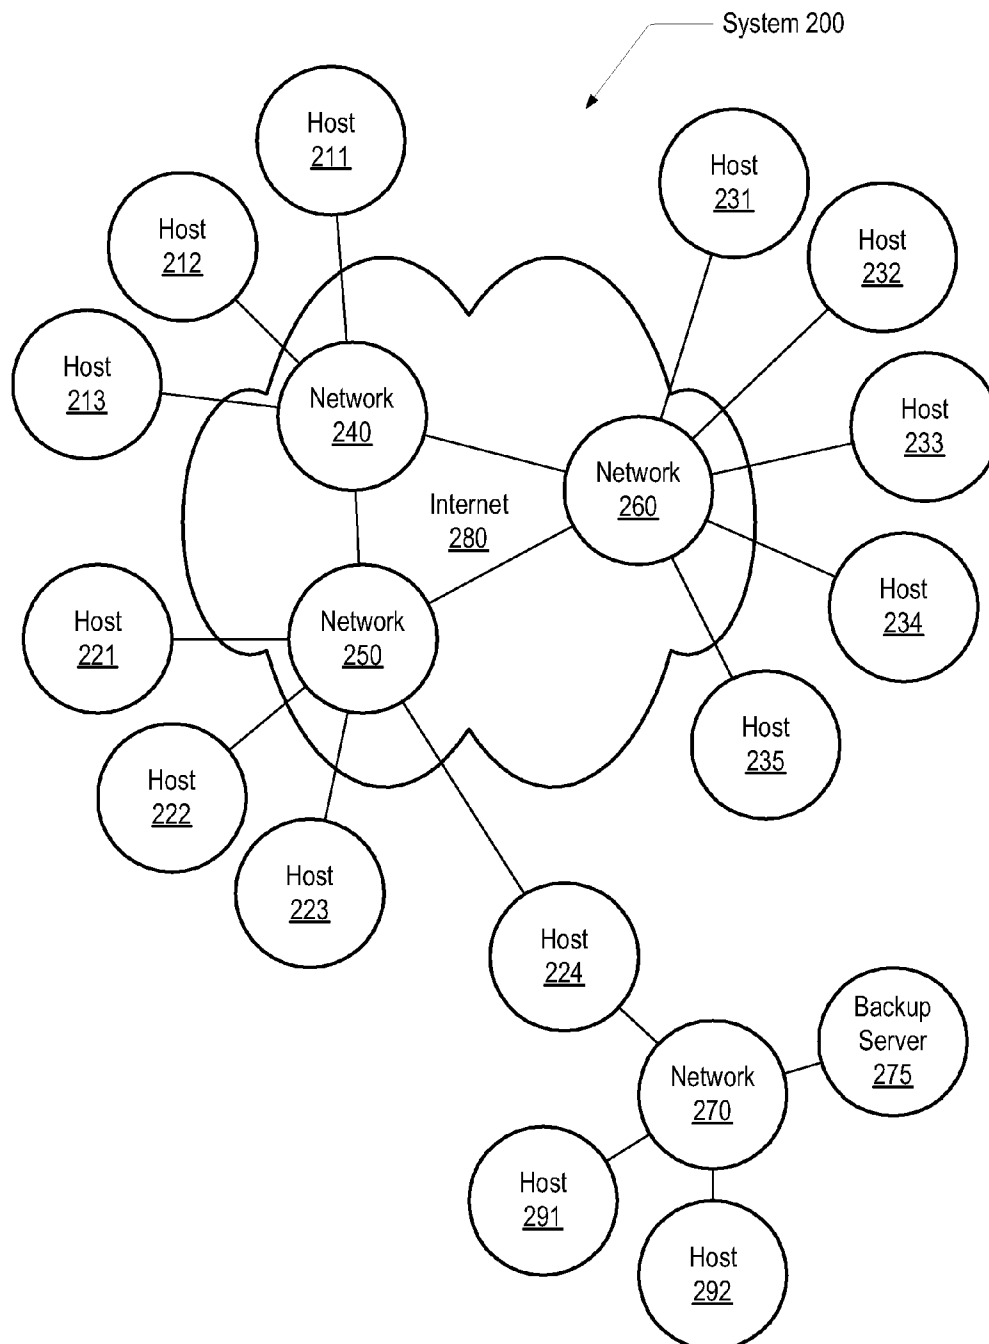 System 200
Host
211
Host
231
Host
212
Host
232
Host
213
Network
240
Host
233
Network
260
Internet
280
Host
221
Network
250
Host
234
Host
235
Host
222
Host
223
Host
224
Backup
Server
275
Network
270
Host
291
Host
292